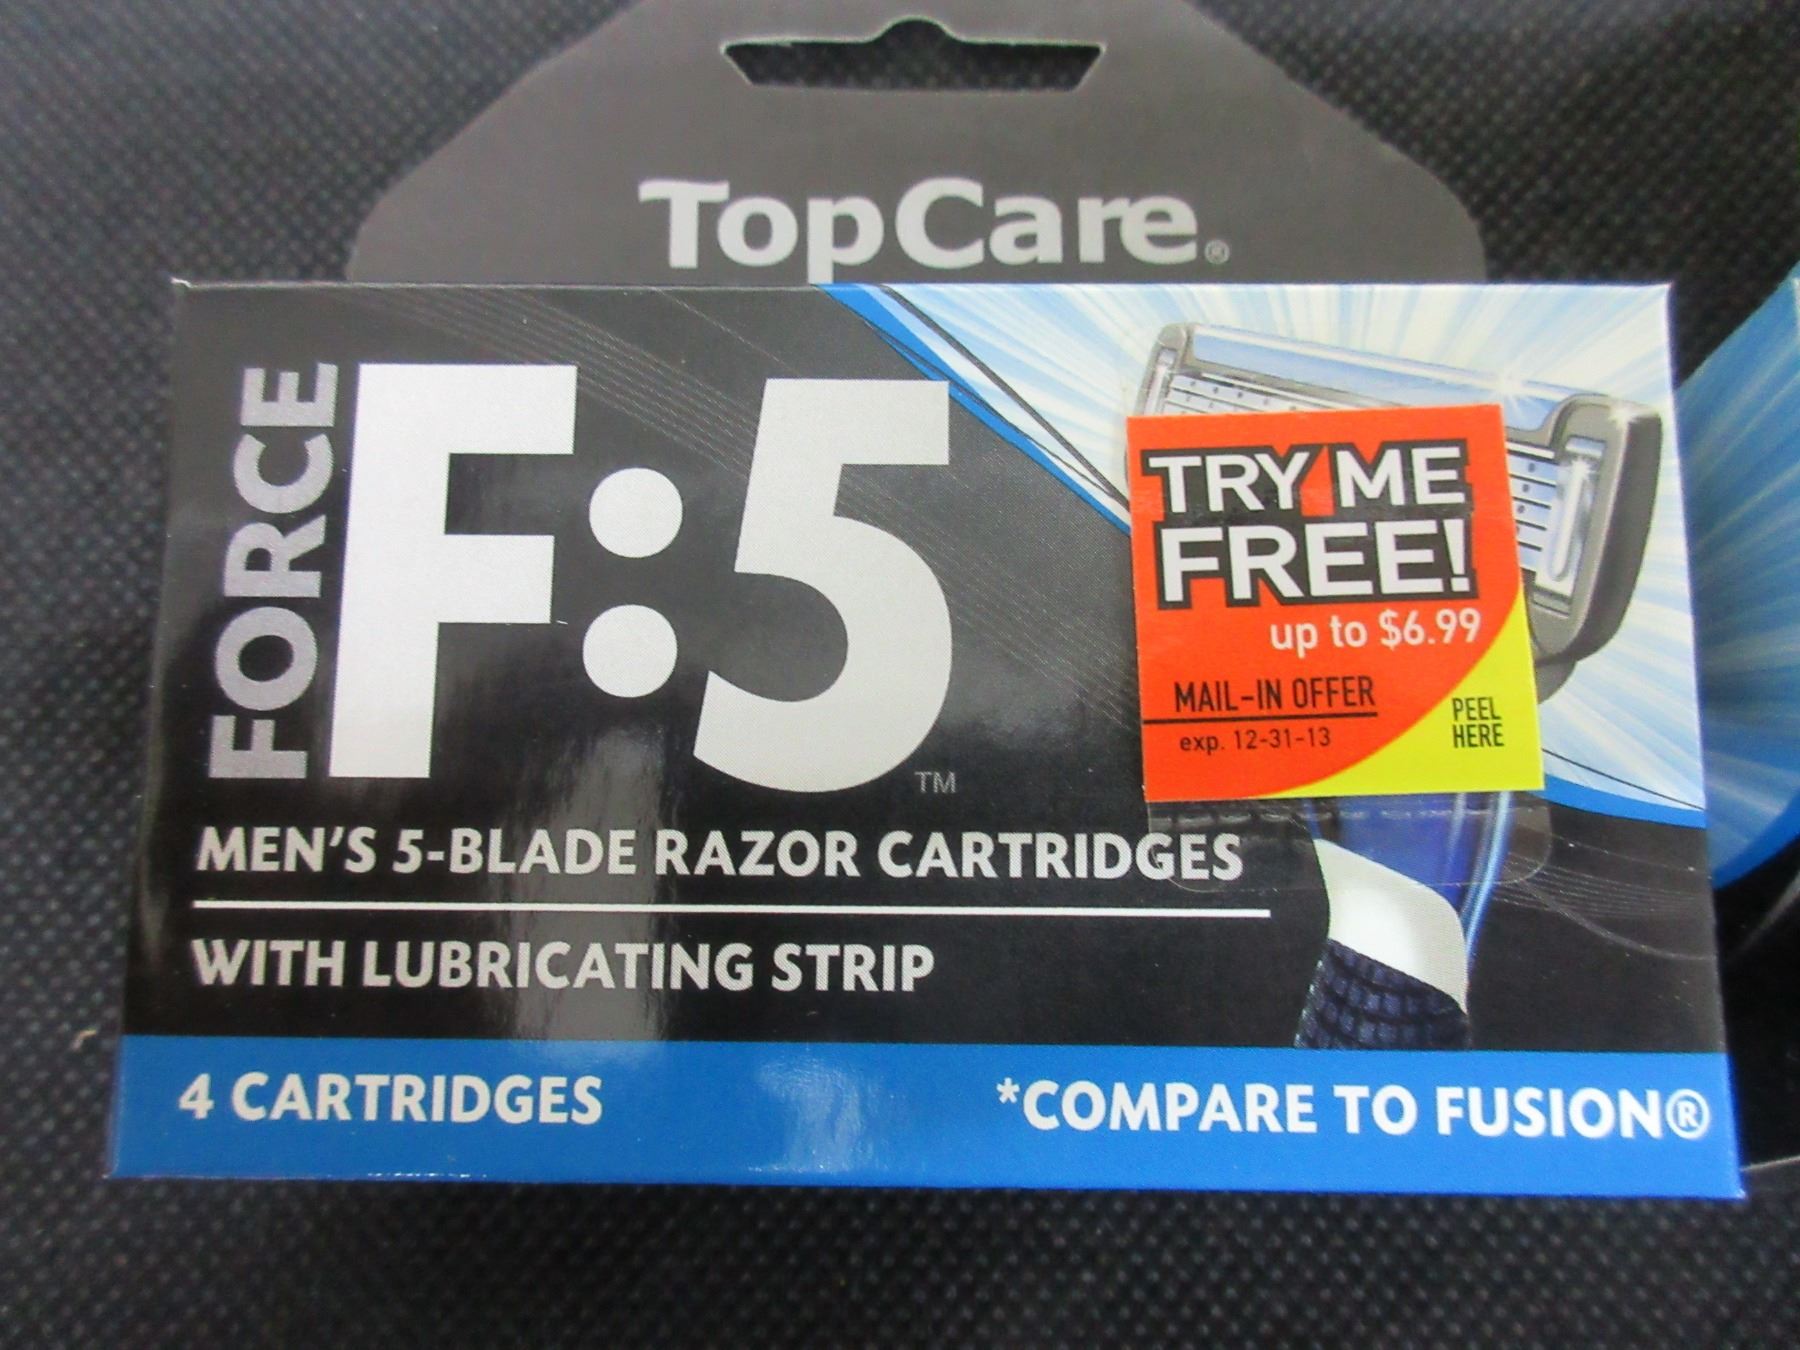 TopCare®
FORCE
F:5™
TRY ME
FREE!
up to $6.99
MAIL-IN OFFER
exp. 12-31-13
PEEL
HERE
MEN'S 5-BLADE RAZOR CARTRIDGES
WITH LUBRICATING STRIP
4 CARTRIDGES
*COMPARE TO FUSION®